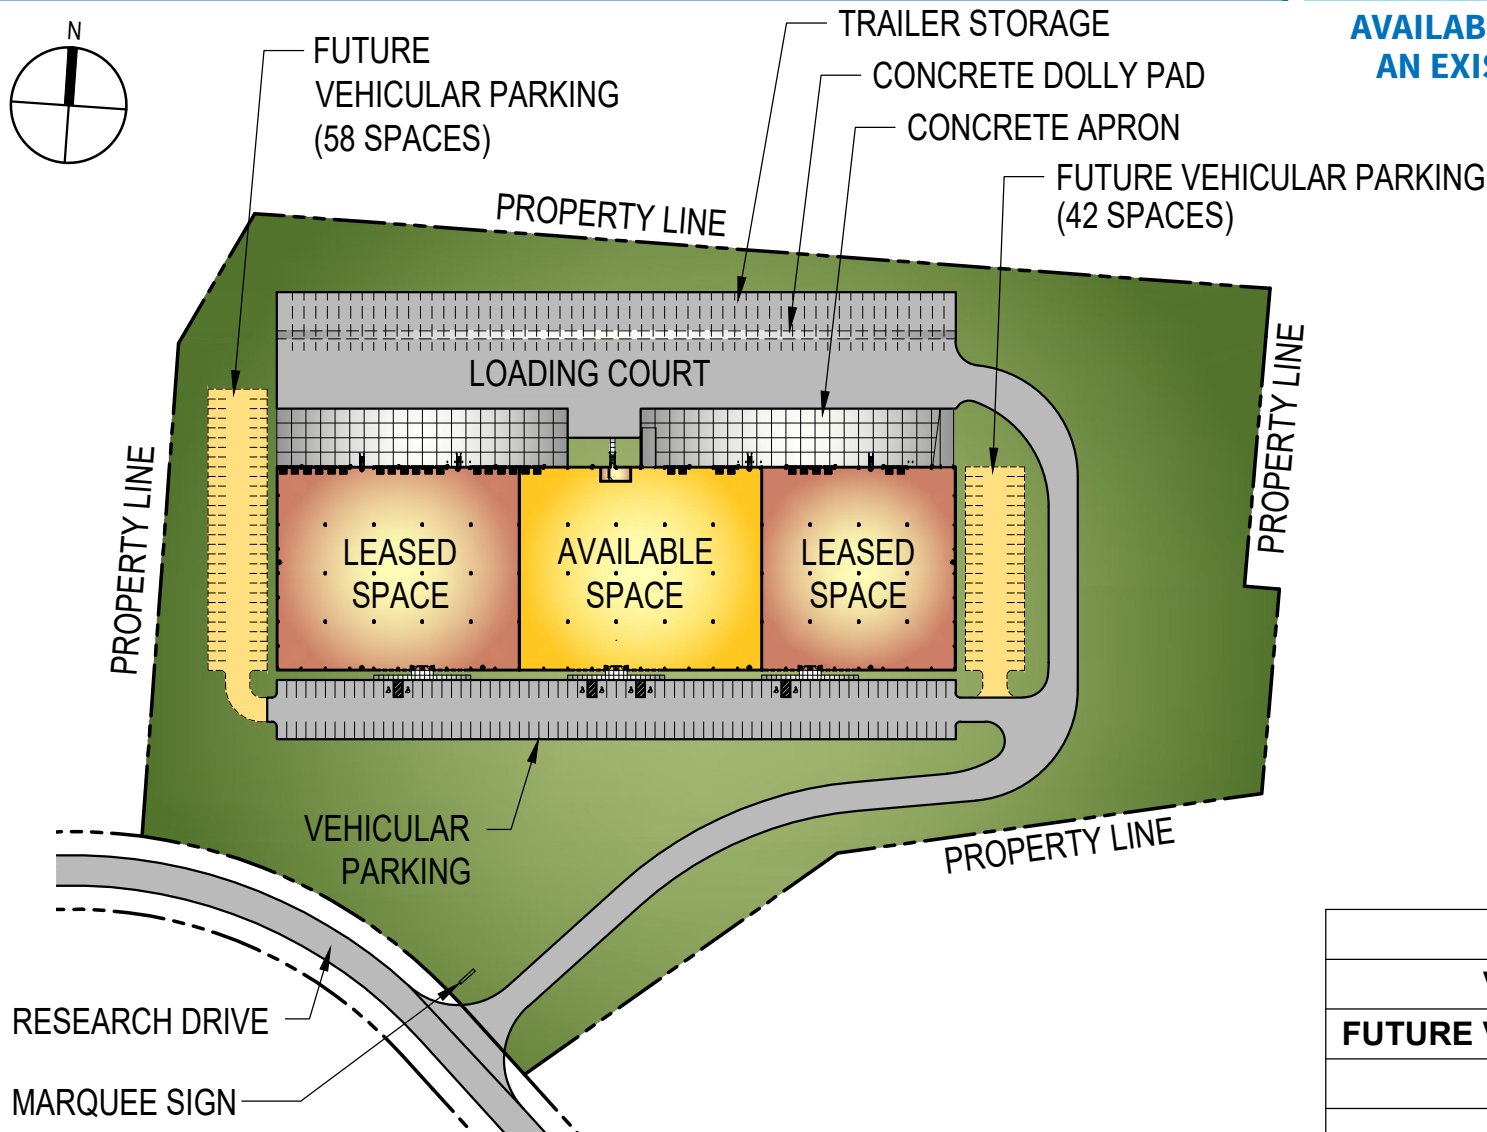 N
FUTURE
VEHICULAR PARKING
(58 SPACES)
TRAILER STORAGE
CONCRETE DOLLY PAD
CONCRETE APRON
FUTURE VEHICULAR PARKING
(42 SPACES)
AN
PROPERTY LINE
LOADING COURT
PROPERTY LINE
PROPERTY LINE
LEASED
SPACE
AVAILABLE
SPACE
LEASED
SPACE
VEHICULAR
PARKING
PROPERTY LINE
RESEARCH DRIVE
MARQUEE SIGN
FUTURE